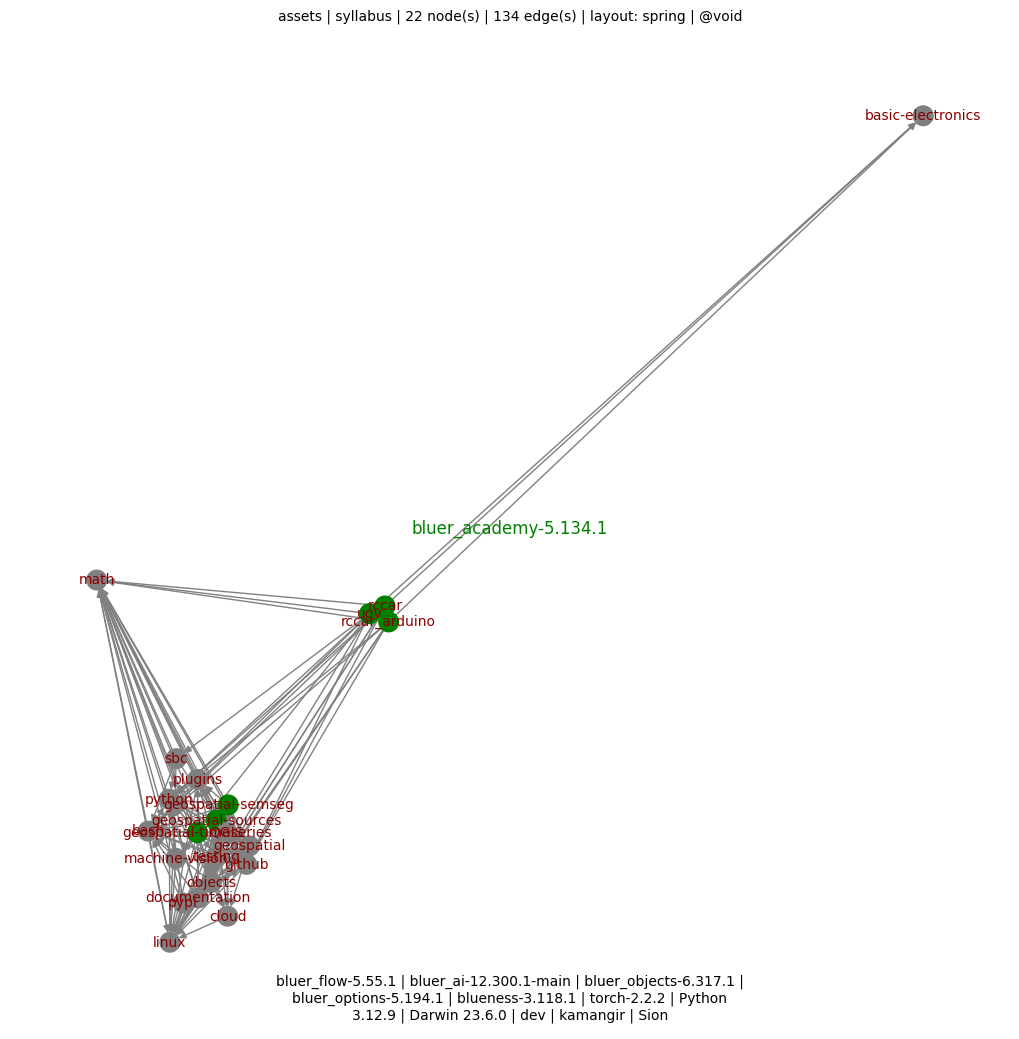 assets | syllabus | 22 node(s) | 134 edge(s) | layout: spring | @void
basic-electronics
bluer_academy-5.134.1
math
rccar
ugv
rccar_arduino
sbc
plugins
python
geospatial-semseg
geospatial-sources
bash
geospatial-timeseries
geospatial
testing
machine-vision
github
objects
documentation
pypi
cloud
linux
bluer_flow-5.55.1 | bluer_ai-12.300.1-main | bluer_objects-6.317.1 |
bluer_options-5.194.1 | blueness-3.118.1 | torch-2.2.2 | Python
3.12.9 | Darwin 23.6.0 | dev | kamangir | Sion